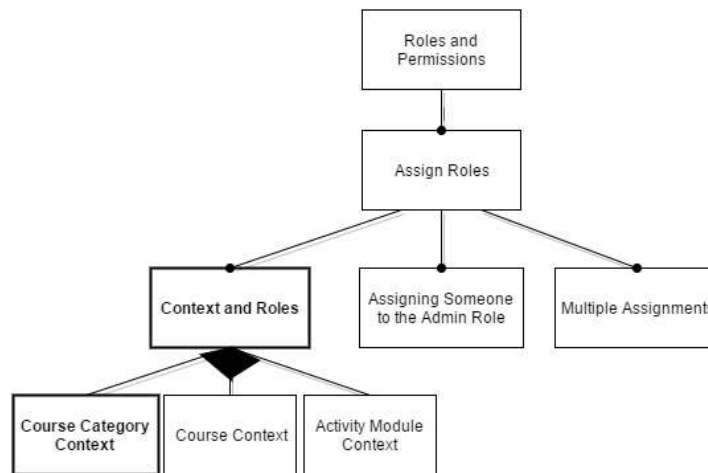 Roles and
Permissions
Assign Roles
Context and Roles
Assigning Someone
to the Admin Role
Multiple Assignments
Course Category
Context
Course Context
Activity Module
Context